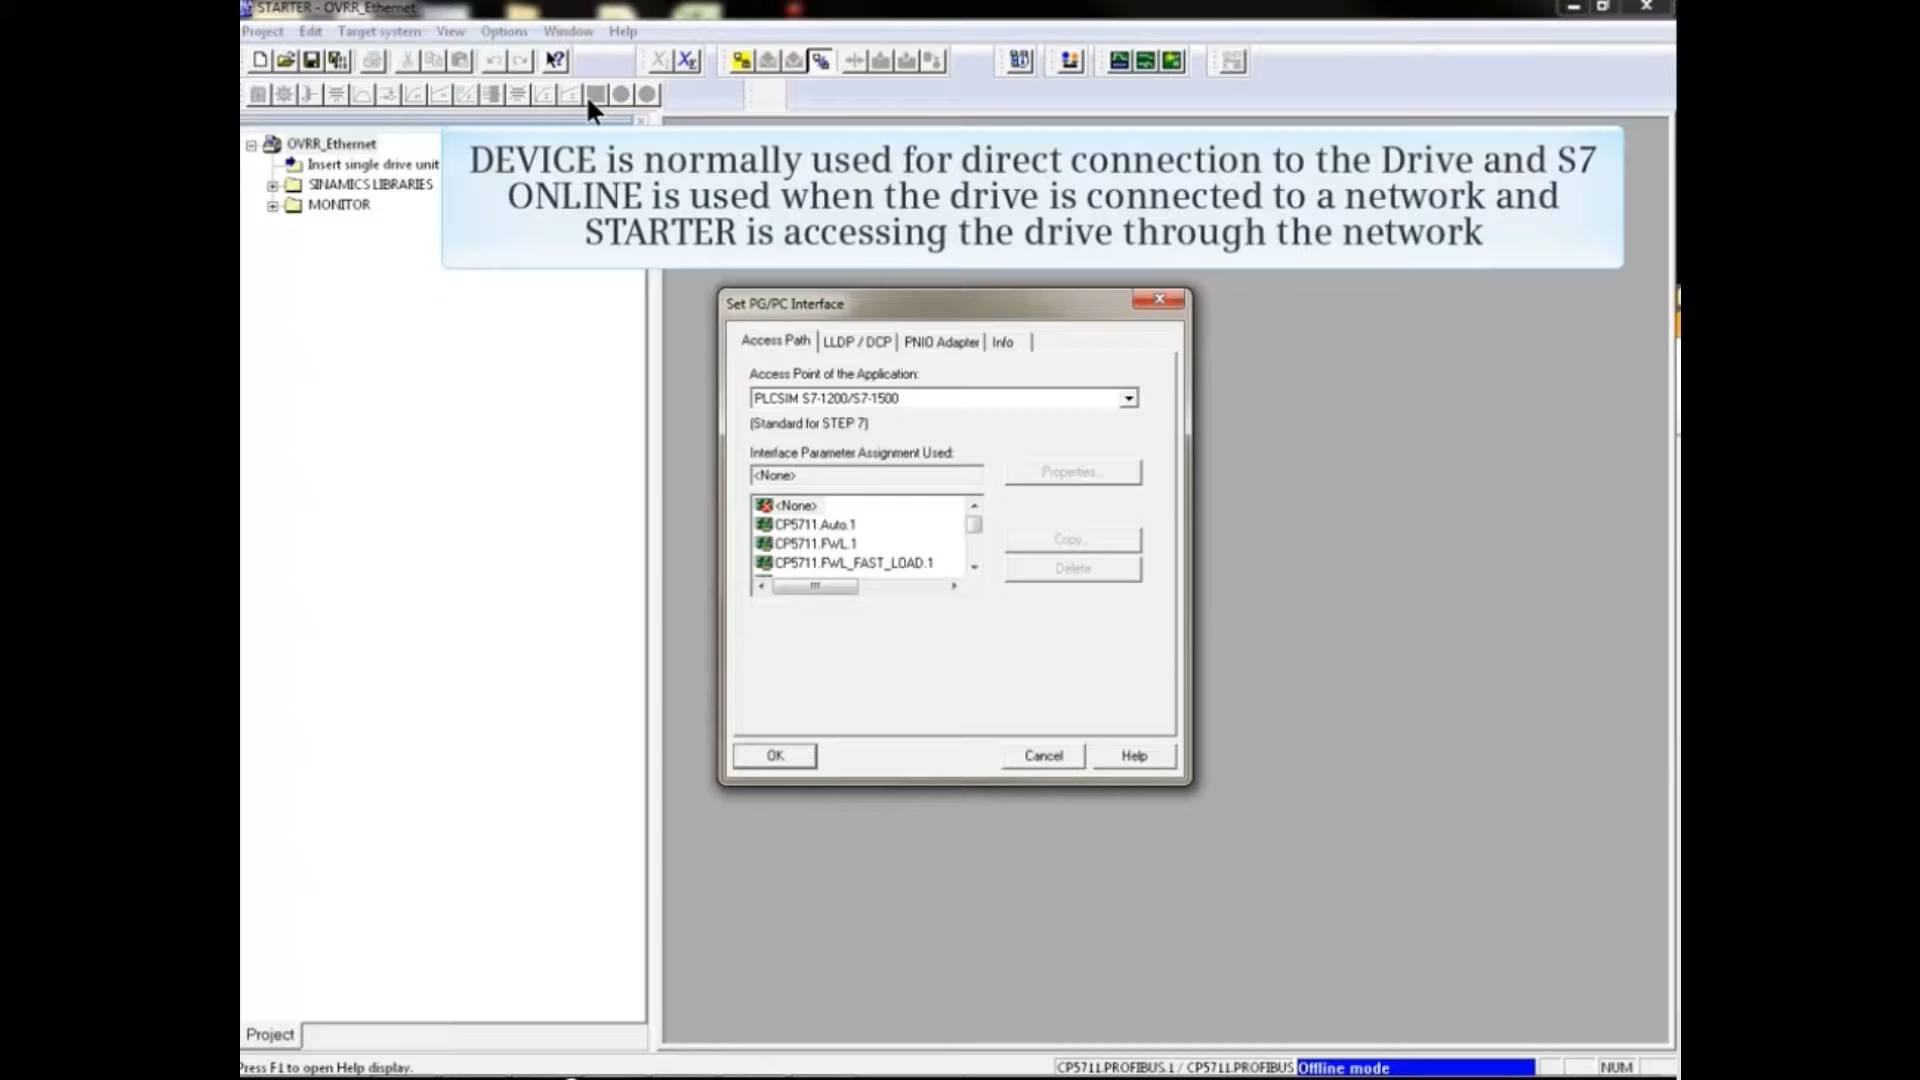 STARTER - OVRR_Ethernet
Project Edit Target system View Options Window Help
OVRR_Ethernet
Insert single drive unit
SINAMICS LIBRARIES
MONITOR
DEVICE is normally used for direct connection to the Drive and S7
ONLINE is used when the drive is connected to a network and
STARTER is accessing the drive through the network
Set PG/PC Interface
Access Path LLDP / DCP PNIO Adapter Info
Access Point of the Application:
PLCSIM S7-1200/S7-1500
(Standard for STEP 7)
Interface Parameter Assignment Used:
<None>
Properties...
<None>
CP5711.Auto.1
CP5711.FWL.1
CP5711.FWL_FAST_LOAD.1
Copy..
Delete
OK Cancel Help
Project
Press F1 to open Help display.
CP5711.PROFIBUS.1 / CP5711.PROFIBUS Offline mode NUM